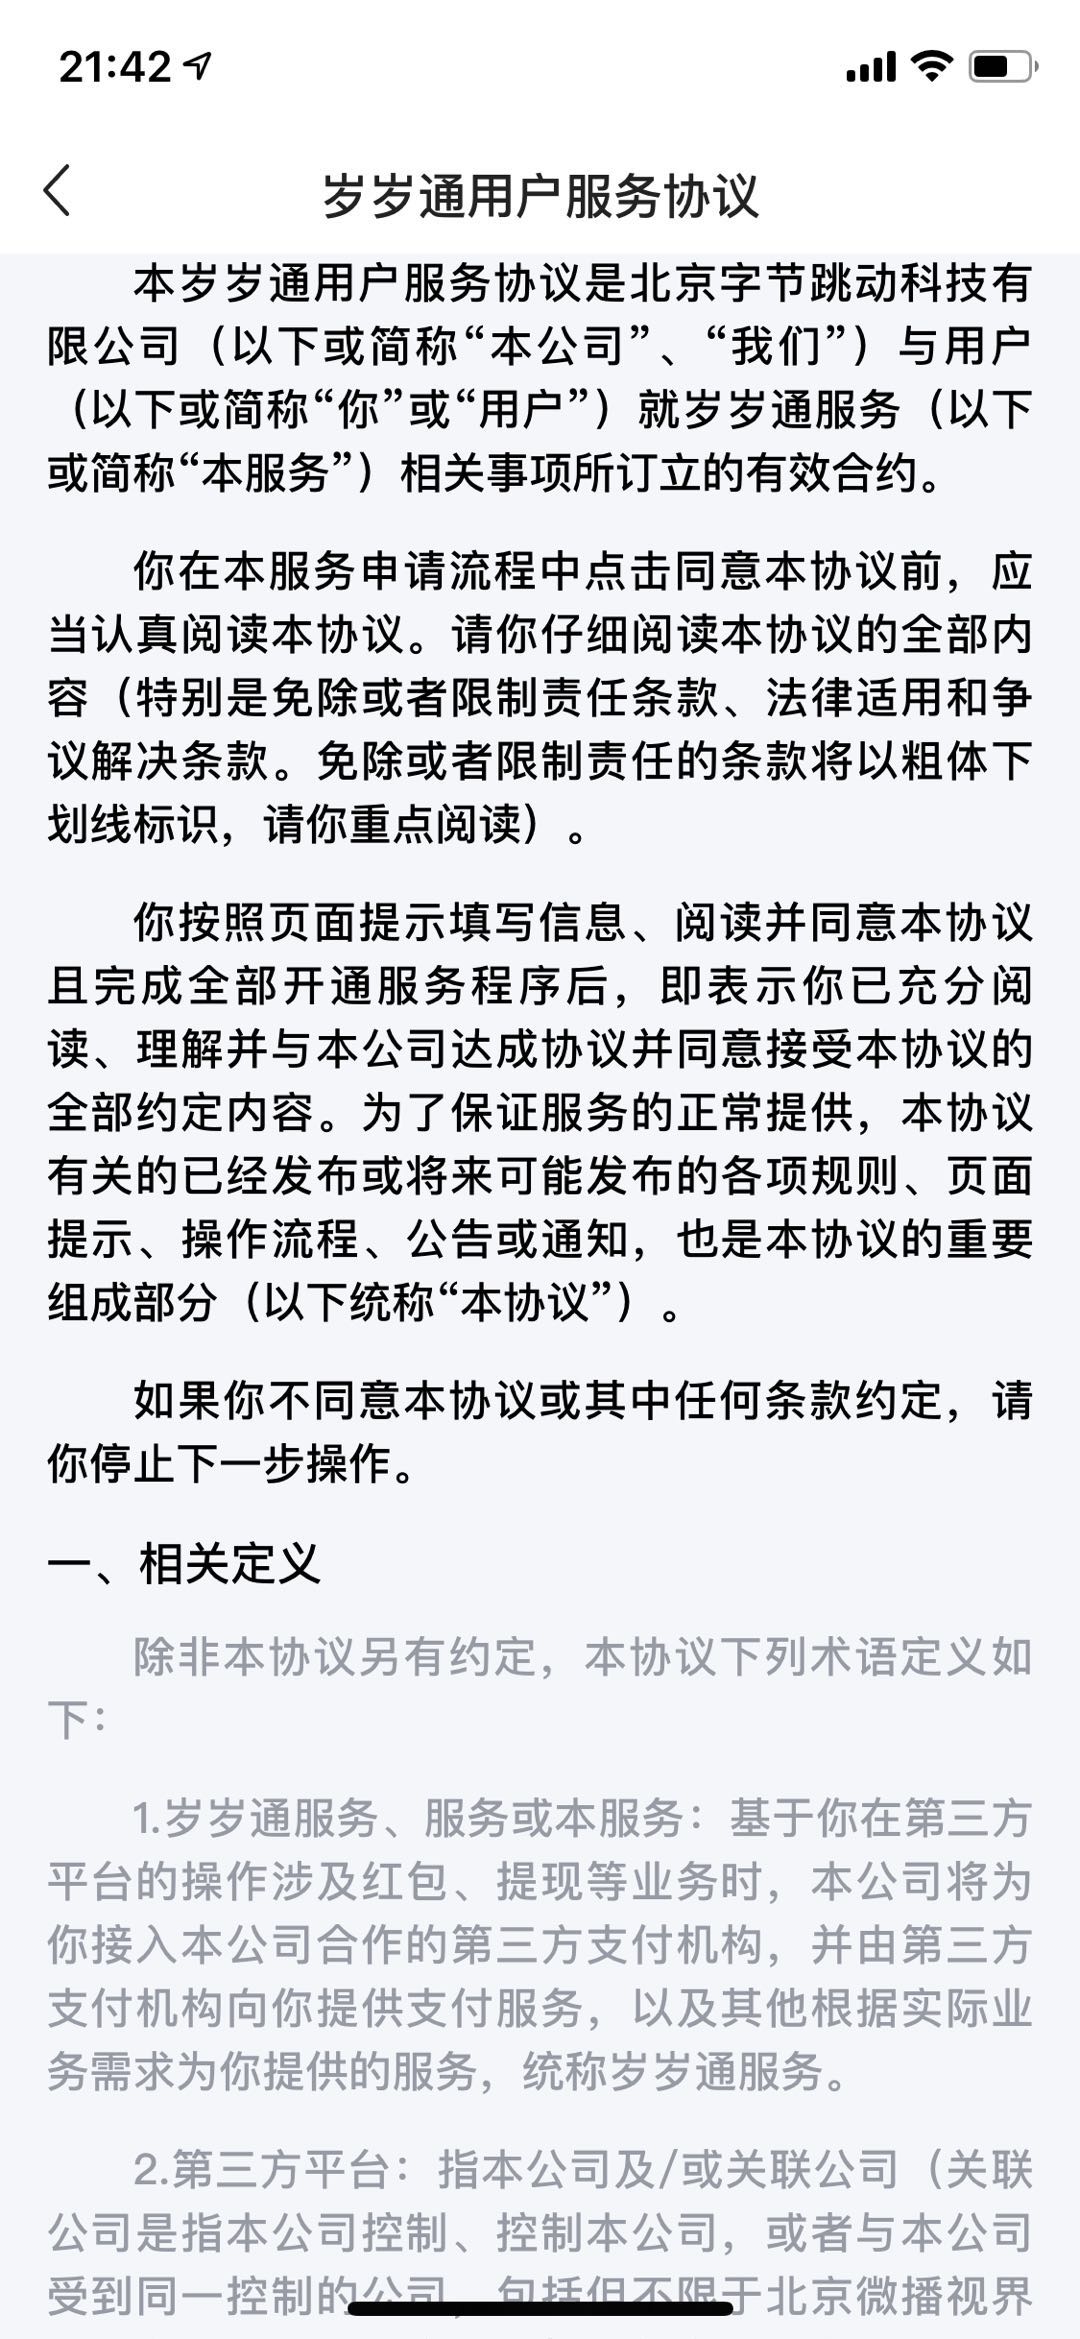 21:42
岁岁通用户服务协议
本岁岁通用户服务协议是北京字节跳动科技有
限公司（以下或简称“本公司”、“我们”）与用户
（以下或简称“你”或“用户”）就岁岁通服务（以下
或简称“本服务”）相关事项所订立的有效合约。
你在本服务申请流程中点击同意本协议前，应
当认真阅读本协议。请你仔细阅读本协议的全部内
容（特别是免除或者限制责任条款、法律适用和争
议解决条款。免除或者限制责任的条款将以粗体下
划线标识，请你重点阅读）。
你按照页面提示填写信息、阅读并同意本协议
且完成全部开通服务程序后，即表示你已充分阅
读、理解并与本公司达成协议并同意接受本协议的
全部约定内容。为了保证服务的正常提供，本协议
有关的已经发布或将来可能发布的各项规则、页面
提示、操作流程、公告或通知，也是本协议的重要
组成部分（以下统称“本协议”）。
如果你不同意本协议或其中任何条款约定，请
你停止下一步操作。
一、相关定义
除非本协议另有约定，本协议下列术语定义如
下：
1.岁岁通服务、服务或本服务：基于你在第三方
平台的操作涉及红包、提现等业务时，本公司将为
你接入本公司合作的第三方支付机构，并由第三方
支付机构向你提供支付服务，以及其他根据实际业
务需求为你提供的服务，统称岁岁通服务。
2.第三方平台：指本公司及/或关联公司（关联
公司是指本公司控制、控制本公司，或者与本公司
受到同一控制的公司，包括但不限于北京微播视界